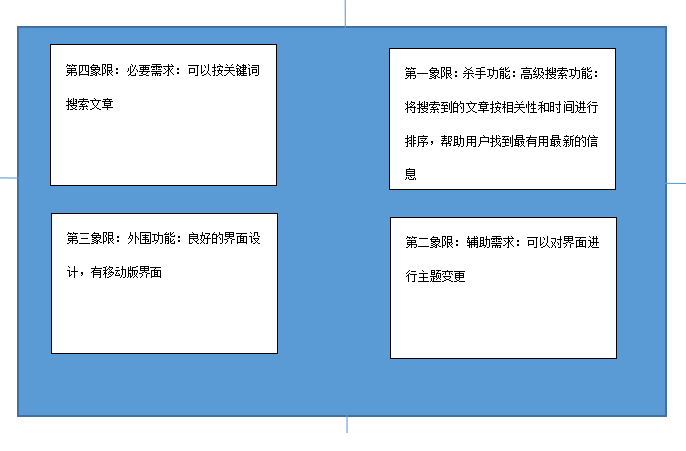 第四象限：必要需求：可以按关键词
搜索文章
第一象限：杀手功能：高级搜索功能：
将搜索到的文章按相关性和时间进行
排序，帮助用户找到最有用最新的信
息
第三象限：外围功能：良好的界面设
计，有移动版界面
第二象限：辅助需求：可以对界面进
行主题变更